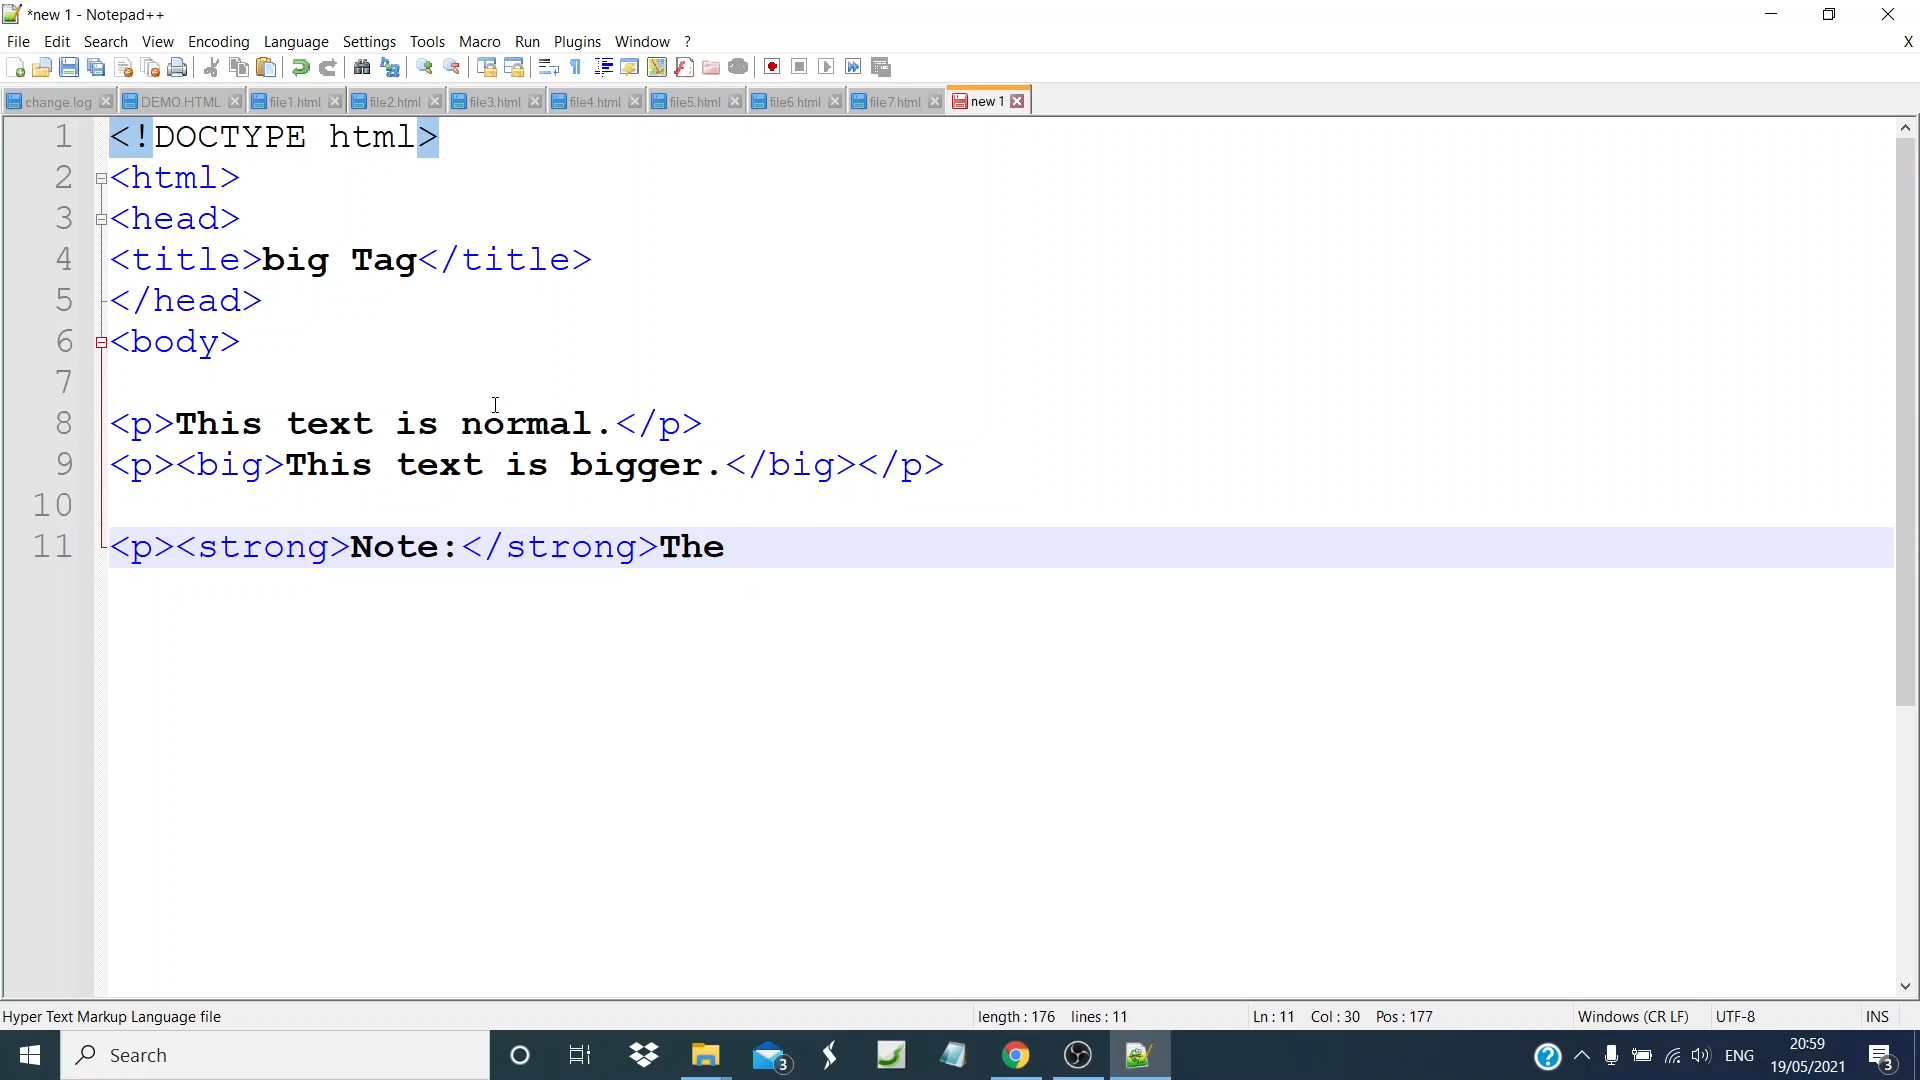 *new 1 - Notepad++
File Edit Search View Encoding Language Settings Tools Macro Run Plugins Window ? X
change.log DEMO.HTML file1.html file2.html file3.html file4.html file5.html file6.html file7.html new 1
1 <!DOCTYPE html>
2 <html>
3 <head>
4 <title>big Tag</title>
5 </head>
6 <body>
7
8 <p>This text is normal.</p>
9 <p><big>This text is bigger.</big></p>
10
11 <p><strong>Note:</strong>The
Hyper Text Markup Language file length : 176 lines : 11 Ln : 11 Col : 30 Pos : 177 Windows (CR LF) UTF-8 INS
Search 3 ENG 20:59 3
19/05/2021